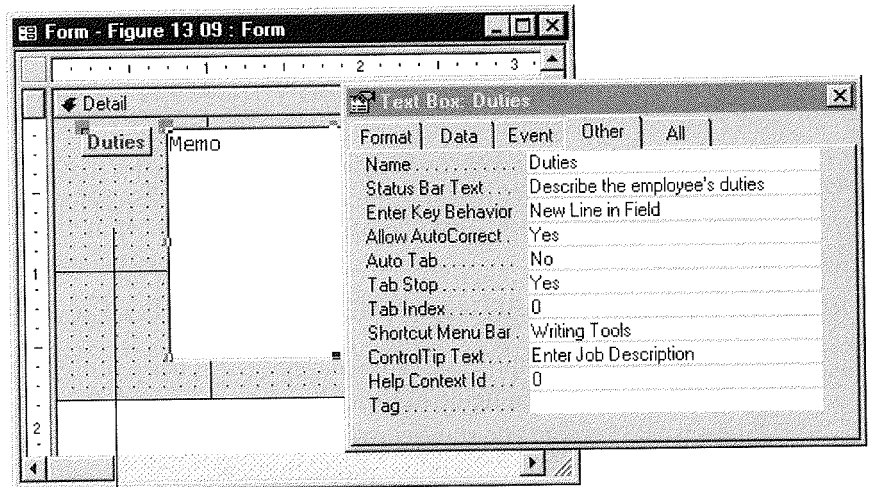 Form - Figure 13 09 : Form
1 2 3
Detail
Duties
Memo
1
2
Text Box: Duties
Format Data Event Other All
Name.......... Duties
Status Bar Text... Describe the employee's duties
Enter Key Behavior New Line in Field
Allow AutoCorrect. Yes
Auto Tab........ No
Tab Stop........ Yes
Tab Index....... 0
Shortcut Menu Bar. Writing Tools
ControlTip Text... Enter Job Description
Help Context Id... 0
Tag............